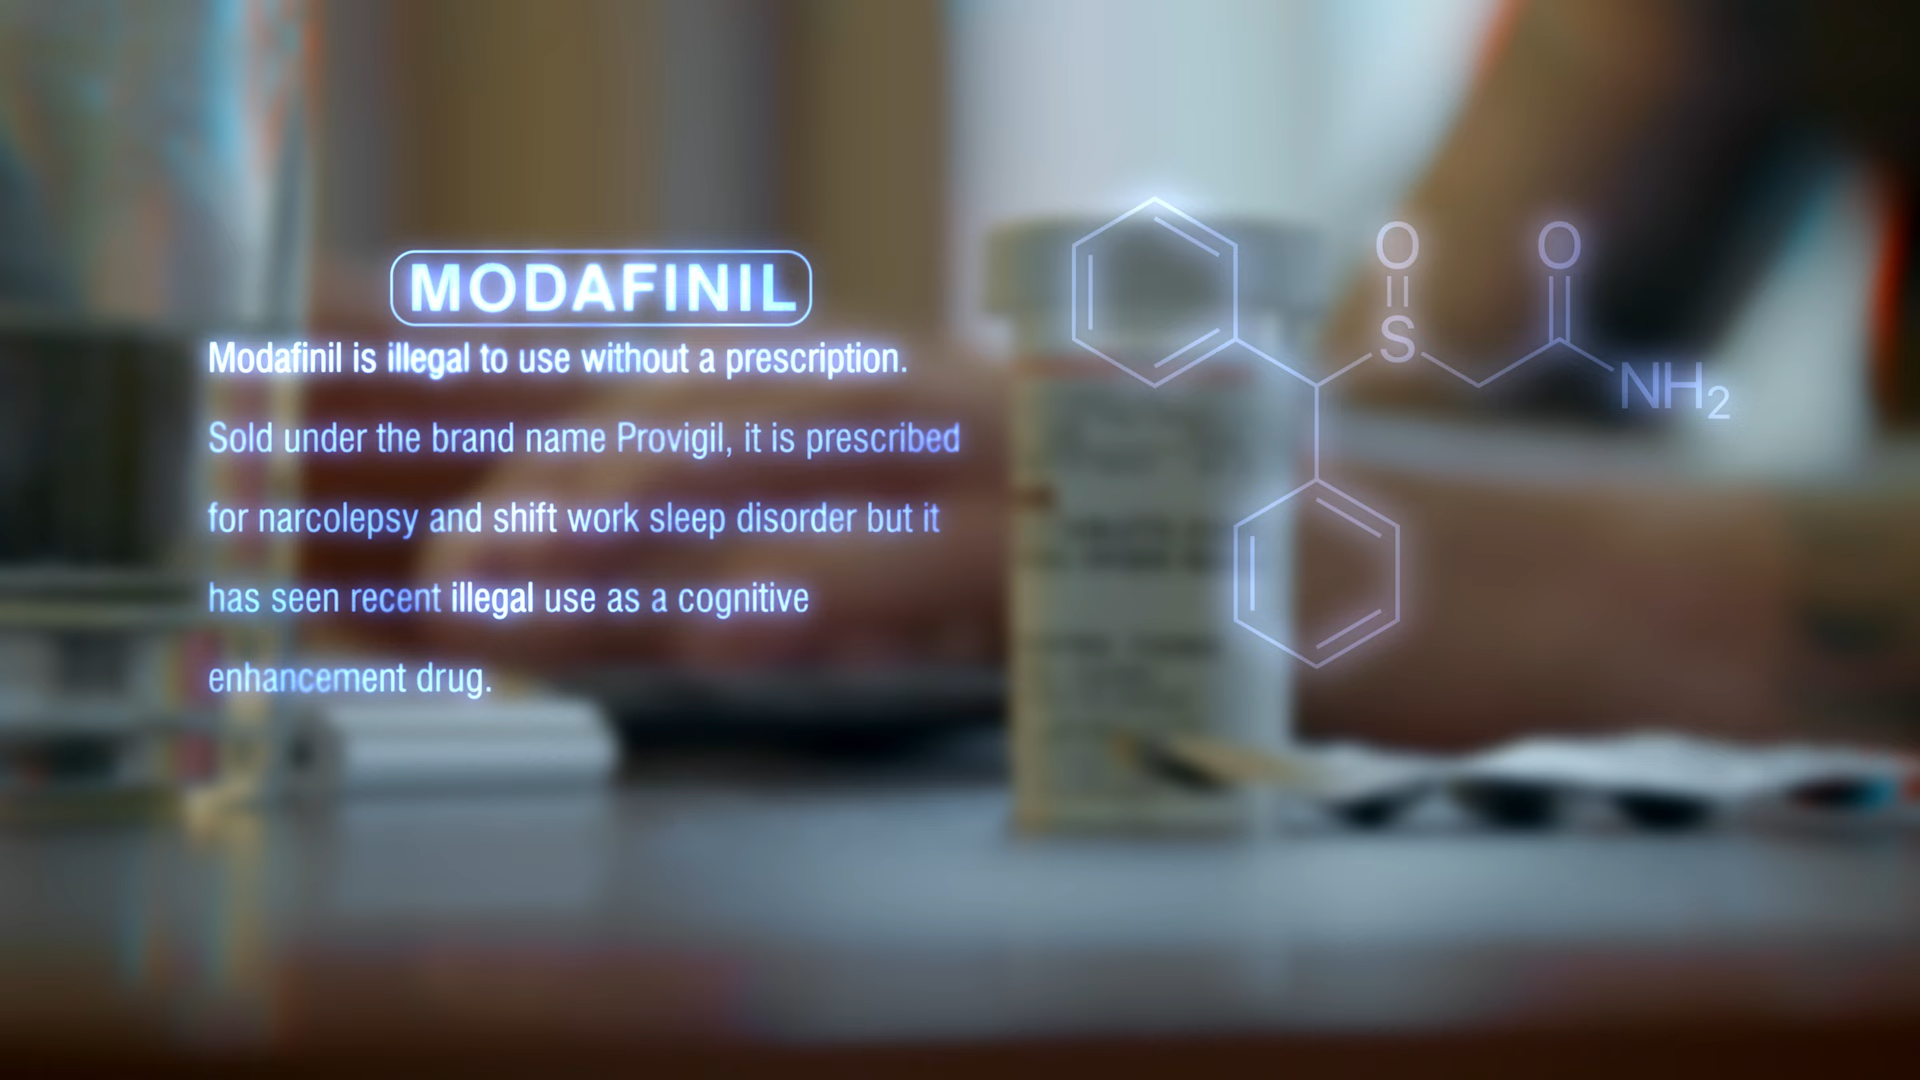 MODAFINIL
Modafinil is illegal to use without a prescription.
Sold under the brand name Provigil, it is prescribed
for narcolepsy and shift work sleep disorder but it
has seen recent illegal use as a cognitive
enhancement drug.
O
O
S
NH2